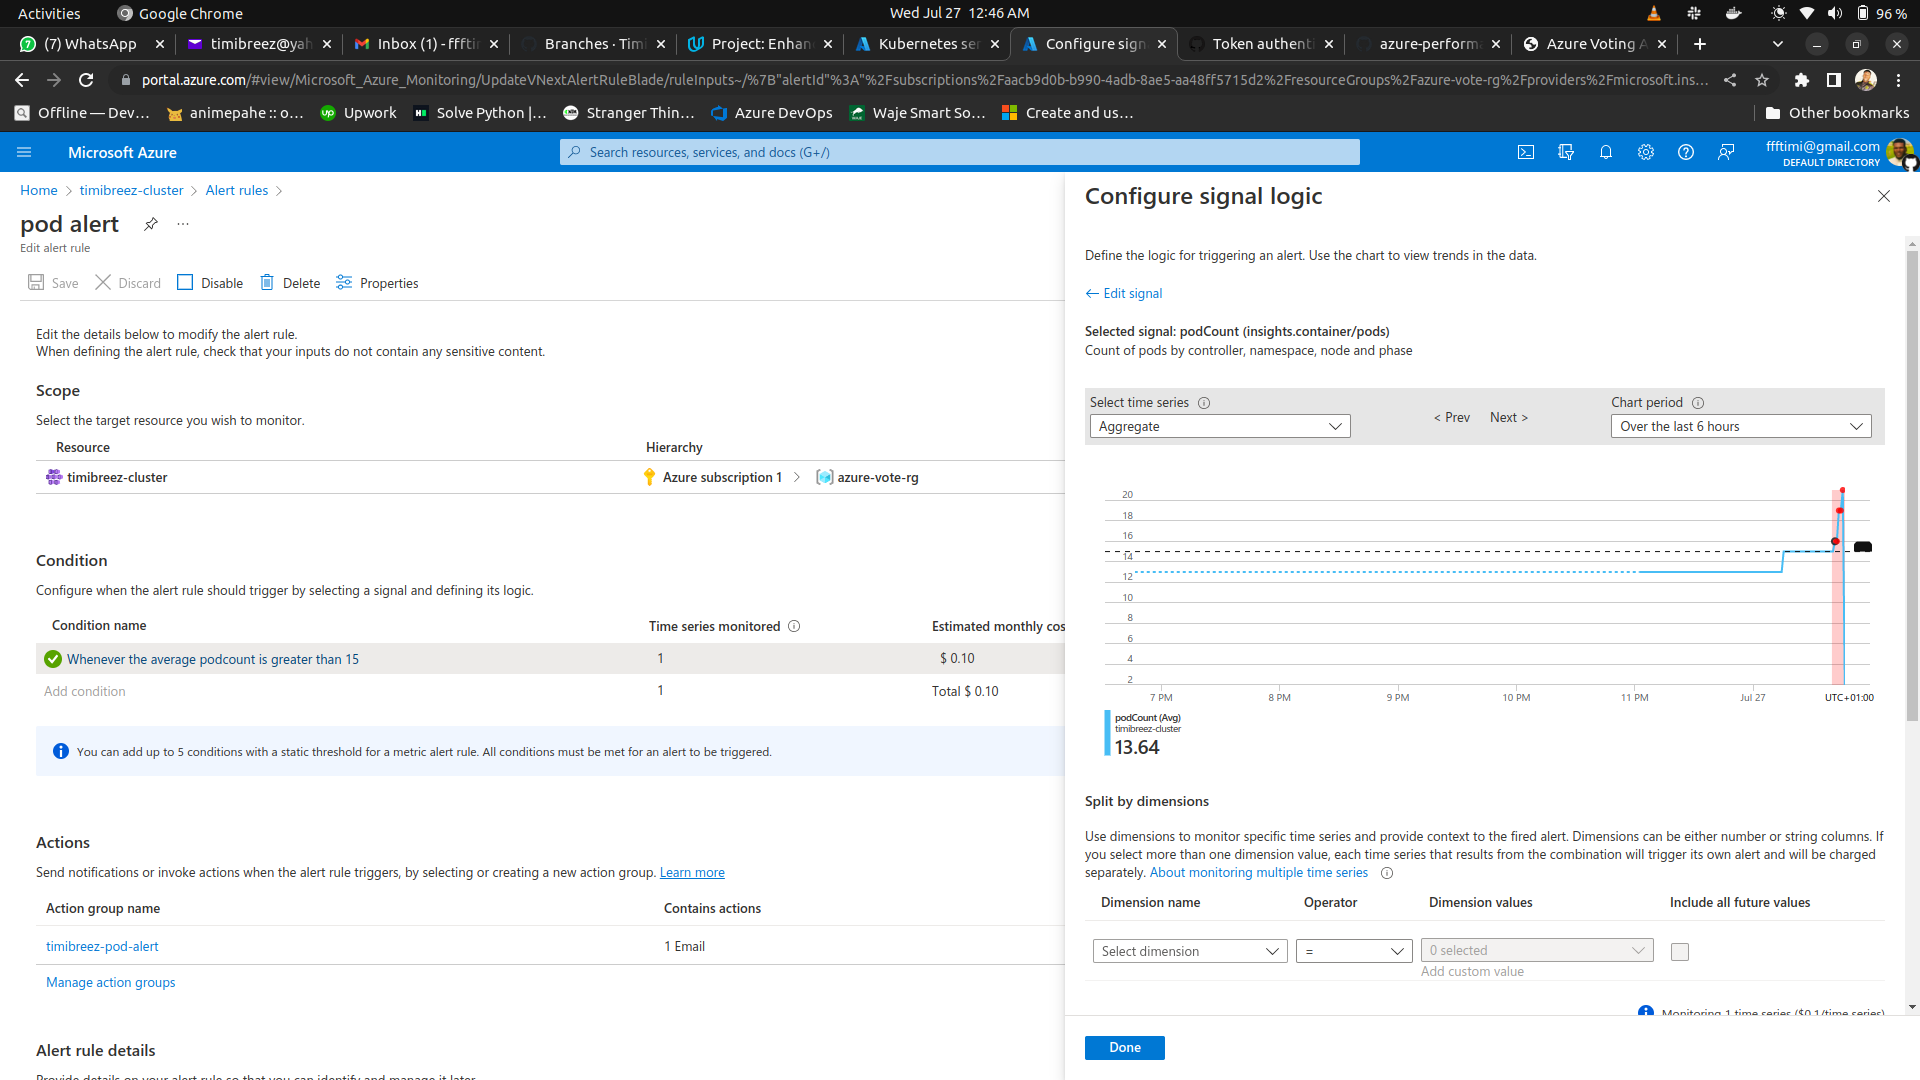 Activities
Google Chrome
Wed Jul 27 12:46 AM
96 %
(7) WhatsApp
timibreez@yah
Inbox (1) - ffftin
Branches · Timi
Project: Enhan
Kubernetes ser
Configure sign
Token authenti
azure-performa
Azure Voting A
portal.azure.com/#view/Microsoft_Azure_Monitoring/UpdateVNextAlertRuleBlade/ruleInputs~/%7B"alertId"%3A"%2Fsubscriptions%2Faacb9d0b-b990-4adb-8ae5-aa48ff5715d2%2FresourceGroups%2Fazure-vote-rg%2Fproviders%2Fmicrosoft.ins...
Offline — Dev...
animepahe :: o...
Upwork
Solve Python |...
Stranger Thin...
Azure DevOps
Waje Smart So...
Create and us...
Other bookmarks
Microsoft Azure
Search resources, services, and docs (G+/)
ffftimi@gmail.com
DEFAULT DIRECTORY
Home > timibreez-cluster > Alert rules >
pod alert
...
Edit alert rule
Save
Discard
Disable
Delete
Properties
Edit the details below to modify the alert rule.
When defining the alert rule, check that your inputs do not contain any sensitive content.
Scope
Select the target resource you wish to monitor.
Resource
Hierarchy
timibreez-cluster
Azure subscription 1 > azure-vote-rg
Condition
Configure when the alert rule should trigger by selecting a signal and defining its logic.
Condition name
Time series monitored
Estimated monthly cos
Whenever the average podcount is greater than 15
1
$ 0.10
Add condition
1
Total $ 0.10
You can add up to 5 conditions with a static threshold for a metric alert rule. All conditions must be met for an alert to be triggered.
Actions
Send notifications or invoke actions when the alert rule triggers, by selecting or creating a new action group. Learn more
Action group name
Contains actions
timibreez-pod-alert
1 Email
Manage action groups
Alert rule details
Provide details on your alert rule so that you can identify and manage it later.
Configure signal logic
Define the logic for triggering an alert. Use the chart to view trends in the data.
← Edit signal
Selected signal: podCount (insights.container/pods)
Count of pods by controller, namespace, node and phase
Select time series
Aggregate
< Prev
Next >
Chart period
Over the last 6 hours
20
18
16
14
12
10
8
6
4
2
7 PM
8 PM
9 PM
10 PM
11 PM
Jul 27
UTC+01:00
podCount (Avg)
timibreez-cluster
13.64
Split by dimensions
Use dimensions to monitor specific time series and provide context to the fired alert. Dimensions can be either number or string columns. If
you select more than one dimension value, each time series that results from the combination will trigger its own alert and will be charged
separately. About monitoring multiple time series
Dimension name
Operator
Dimension values
Include all future values
Select dimension
=
0 selected
Add custom value
Monitoring 1 time series ($0.1/time series)
Done